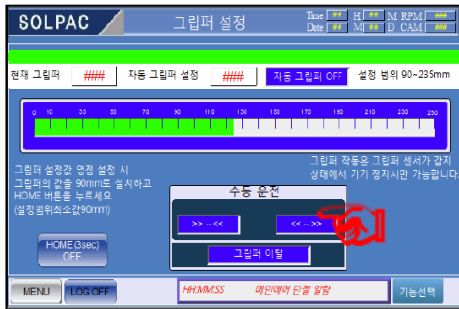 SOLPAC
그리퍼 설정
Time ## H ## M RPM ###
Date ## M ## D CAM ###
현재 그립퍼 ### 자동 그립퍼 설정 ### 자동 그립퍼 OFF 설정 범위 90~235mm
0 10 30 50 70 90 110 130 150 170 190 210 230 250
그립퍼 설정값 영점 설정 시
그립퍼의 값을 90mm로 설치하고
HOME 버튼을 누르세요
(설정범위최소값90mm)
그립퍼 작동은 그립퍼 센서가 감지
상태에서 기기 정지시만 가능합니다.
수동 운전
>> -- << << -- >>
그립퍼 이탈
HOME(3sec)
OFF
MENU LOG OFF HH:MM:SS 메인에어 단절 알람 기능선택